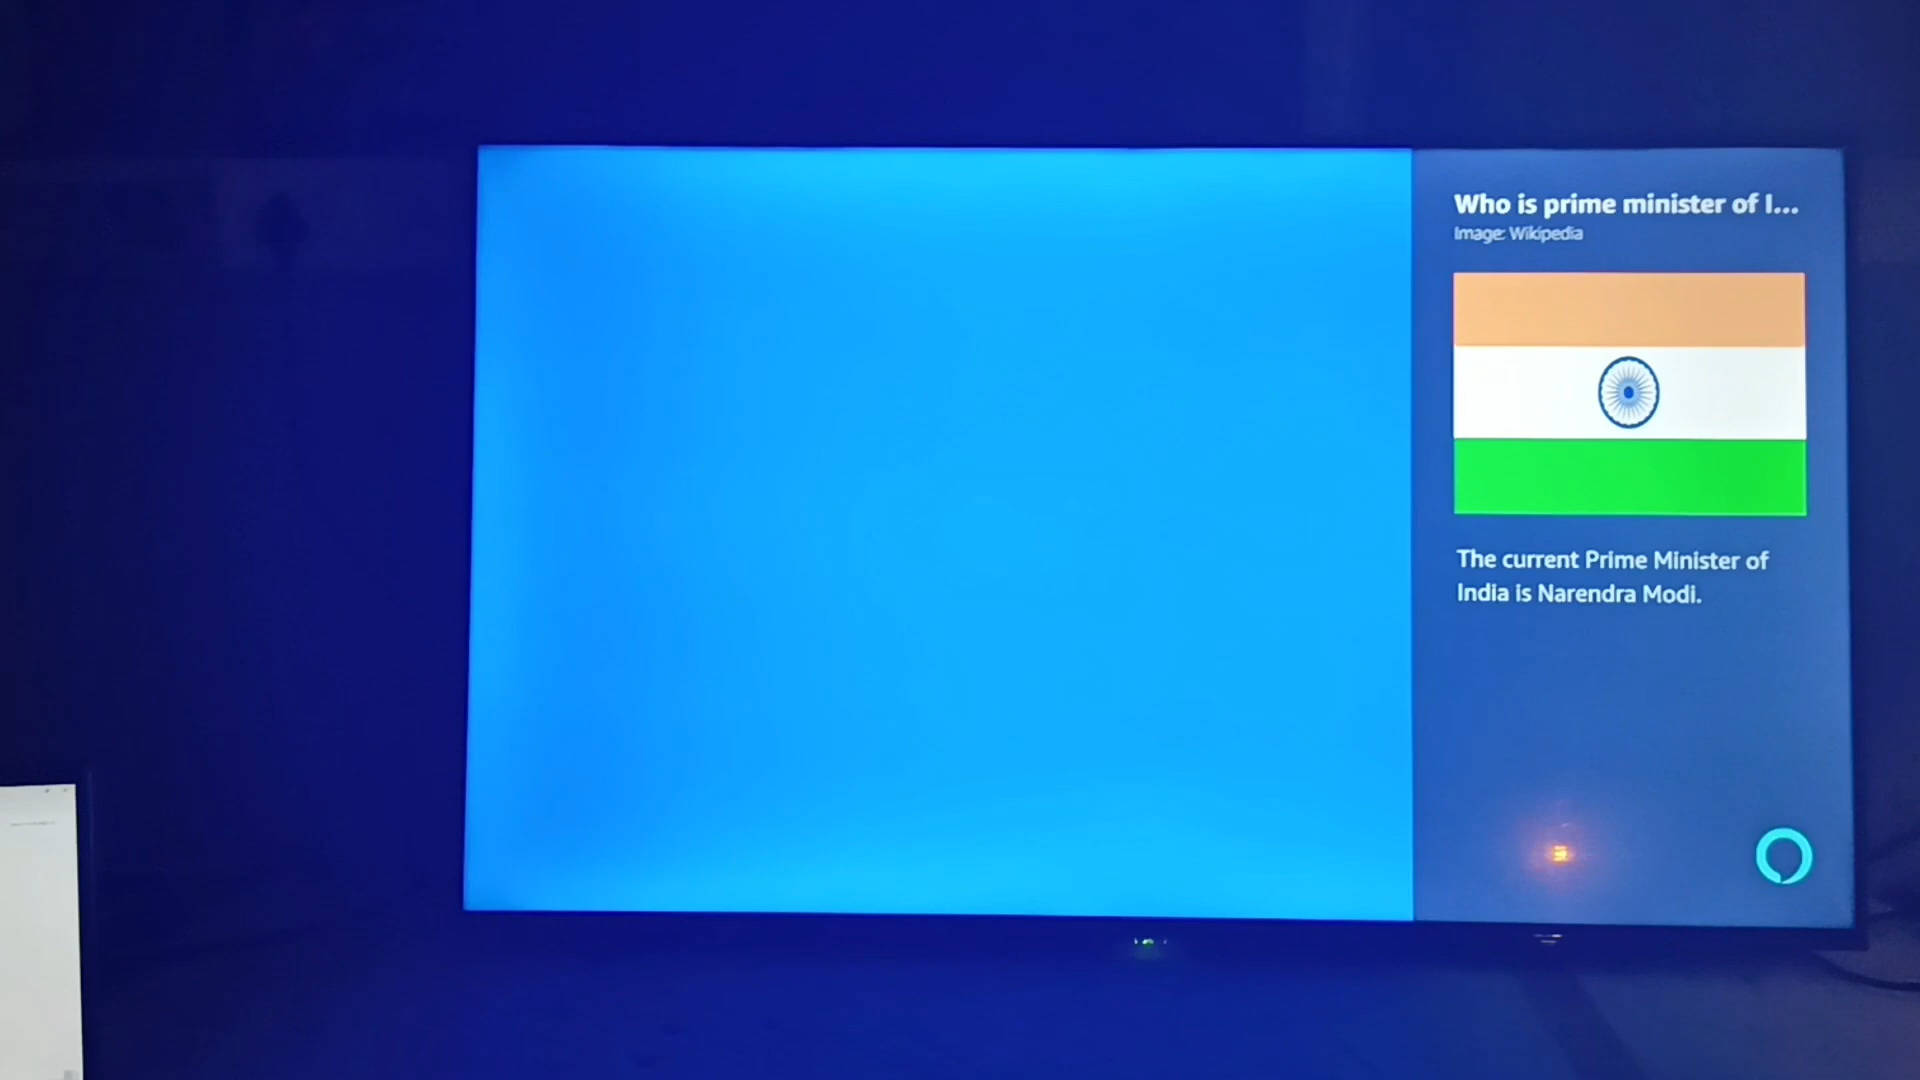 Who is prime minister of I...
Image: Wikipedia
The current Prime Minister of
India is Narendra Modi.